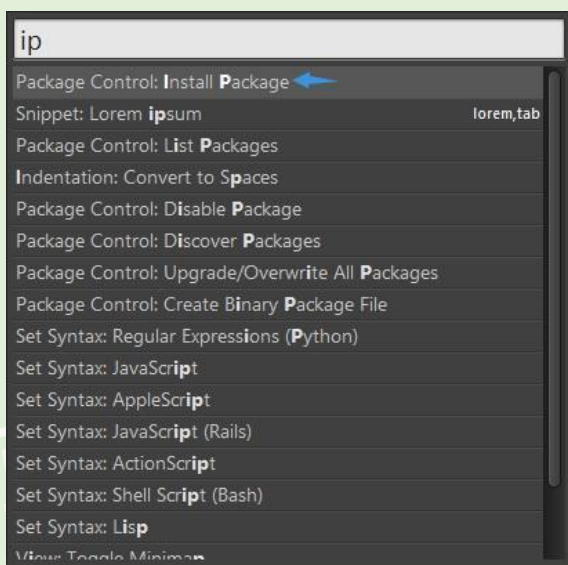 ip
Package Control: Install Package
Snippet: Lorem ipsum lorem,tab
Package Control: List Packages
Indentation: Convert to Spaces
Package Control: Disable Package
Package Control: Discover Packages
Package Control: Upgrade/Overwrite All Packages
Package Control: Create Binary Package File
Set Syntax: Regular Expressions (Python)
Set Syntax: JavaScript
Set Syntax: AppleScript
Set Syntax: JavaScript (Rails)
Set Syntax: ActionScript
Set Syntax: Shell Script (Bash)
Set Syntax: Lisp
View: Toggle Minimap